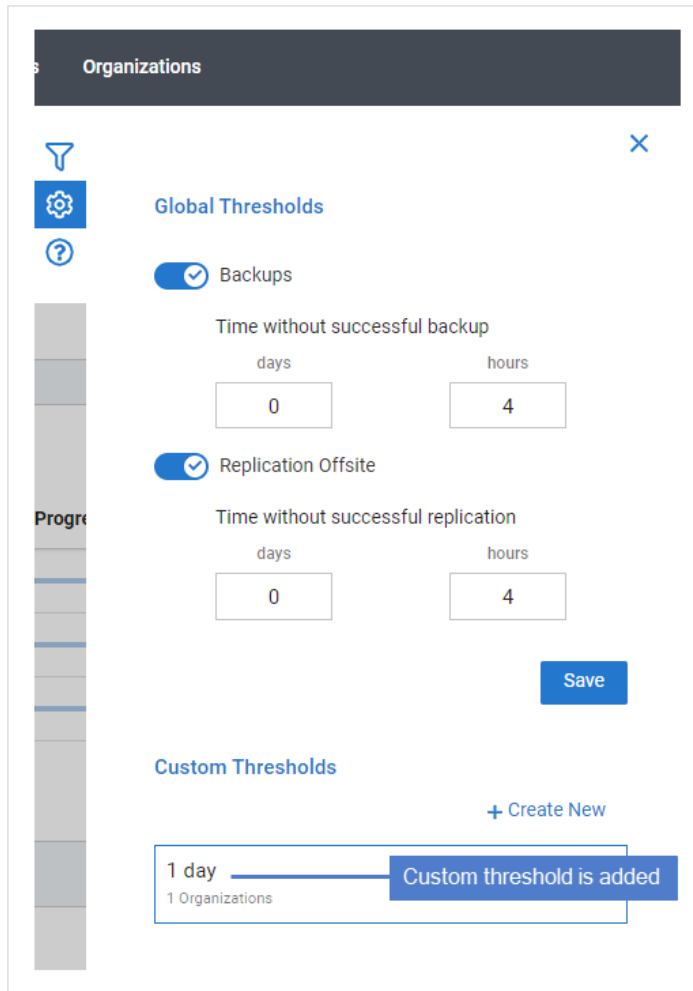 s Organizations
Global Thresholds
Backups
Time without successful backup
days hours
0 4
Replication Offsite
Progre
Time without successful replication
days hours
0 4
Save
Custom Thresholds
+ Create New
1 day
Custom threshold is added
1 Organizations